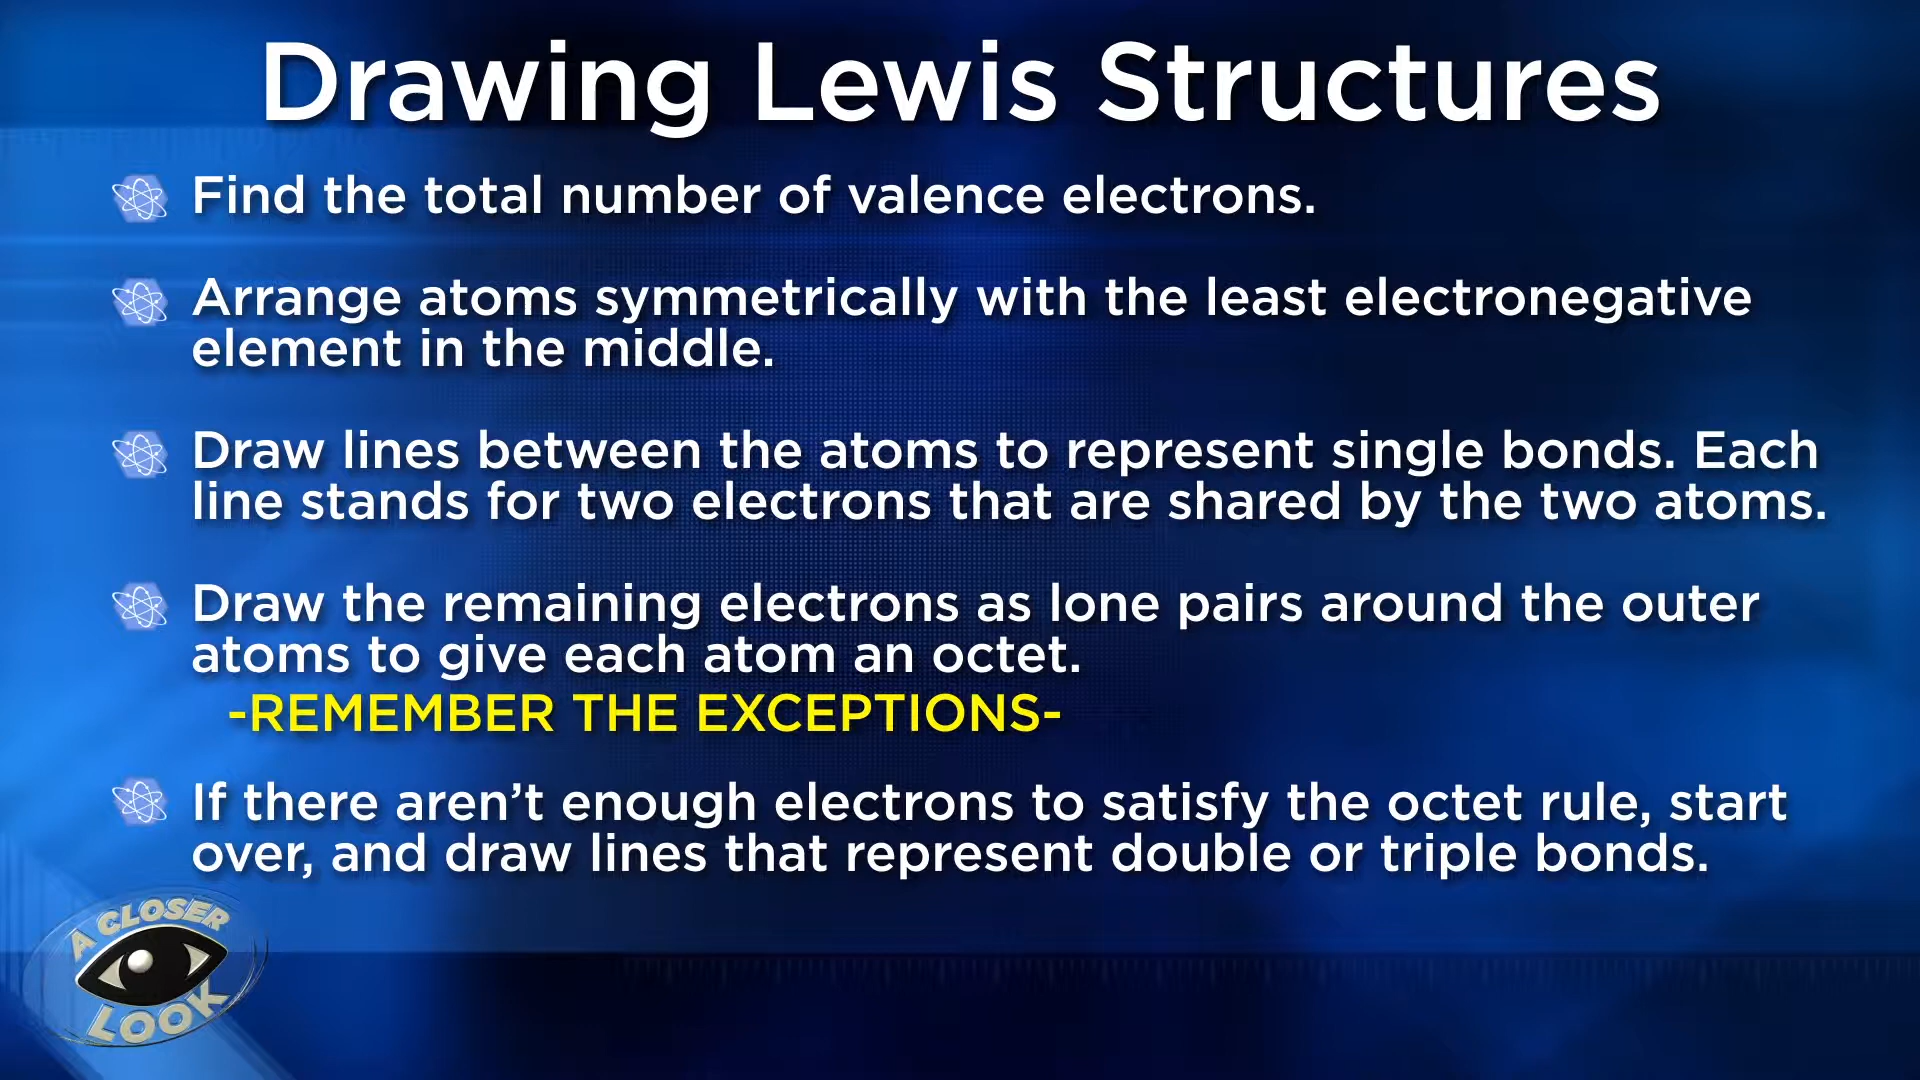 Drawing Lewis Structures
Find the total number of valence electrons.
Arrange atoms symmetrically with the least electronegative
element in the middle.
Draw lines between the atoms to represent single bonds. Each
line stands for two electrons that are shared by the two atoms.
Draw the remaining electrons as lone pairs around the outer
atoms to give each atom an octet.
-REMEMBER THE EXCEPTIONS-
If there aren’t enough electrons to satisfy the octet rule, start
over, and draw lines that represent double or triple bonds.
A CLOSER
LOOK